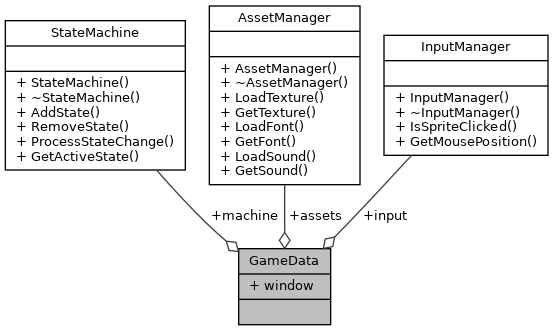 StateMachine
+ StateMachine()
+ ~StateMachine()
+ AddState()
+ RemoveState()
+ ProcessStateChange()
+ GetActiveState()
AssetManager
+ AssetManager()
+ ~AssetManager()
+ LoadTexture()
+ GetTexture()
+ LoadFont()
+ GetFont()
+ LoadSound()
+ GetSound()
InputManager
+ InputManager()
+ ~InputManager()
+ IsSpriteClicked()
+ GetMousePosition()
+machine
+assets
+input
GameData
+ window